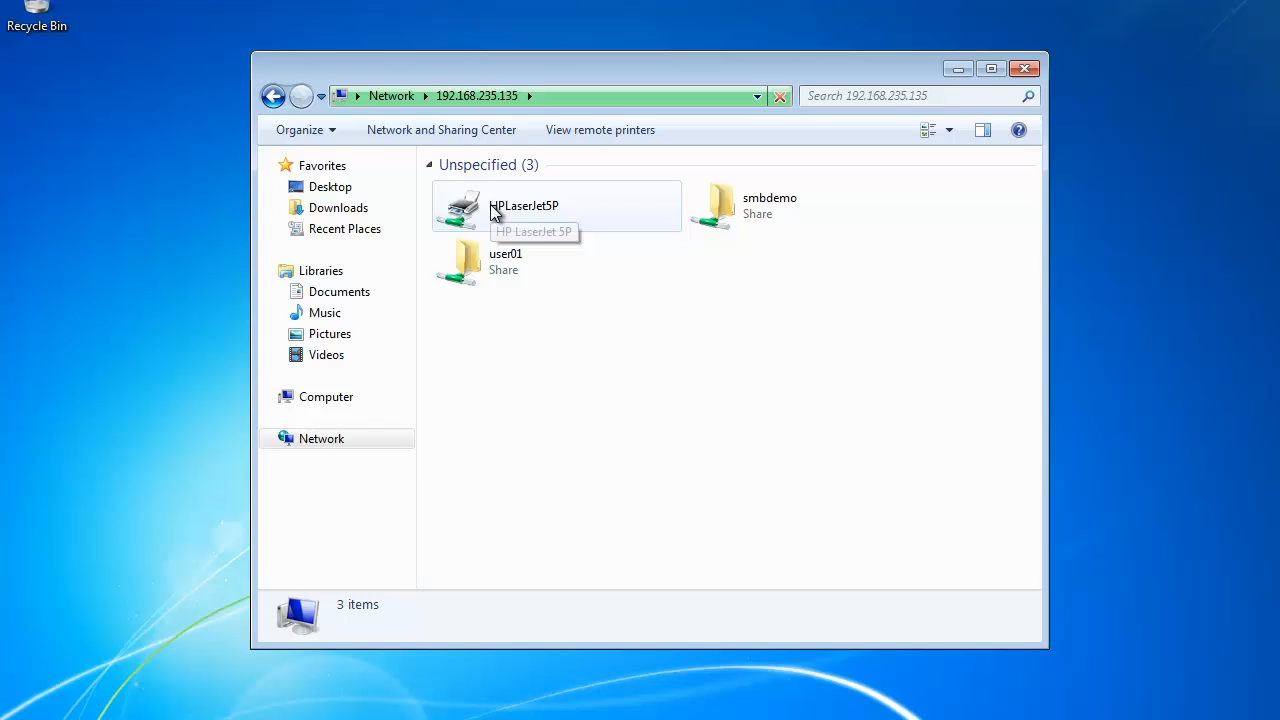 Recycle Bin
Network
192.168.235.135
Search 192.168.235.135
Organize
Network and Sharing Center
View remote printers
Favorites
Desktop
Downloads
Recent Places
Libraries
Documents
Music
Pictures
Videos
Computer
Network
Unspecified (3)
HPLaserJet5P
HP LaserJet 5P
smbdemo
Share
user01
Share
3 items